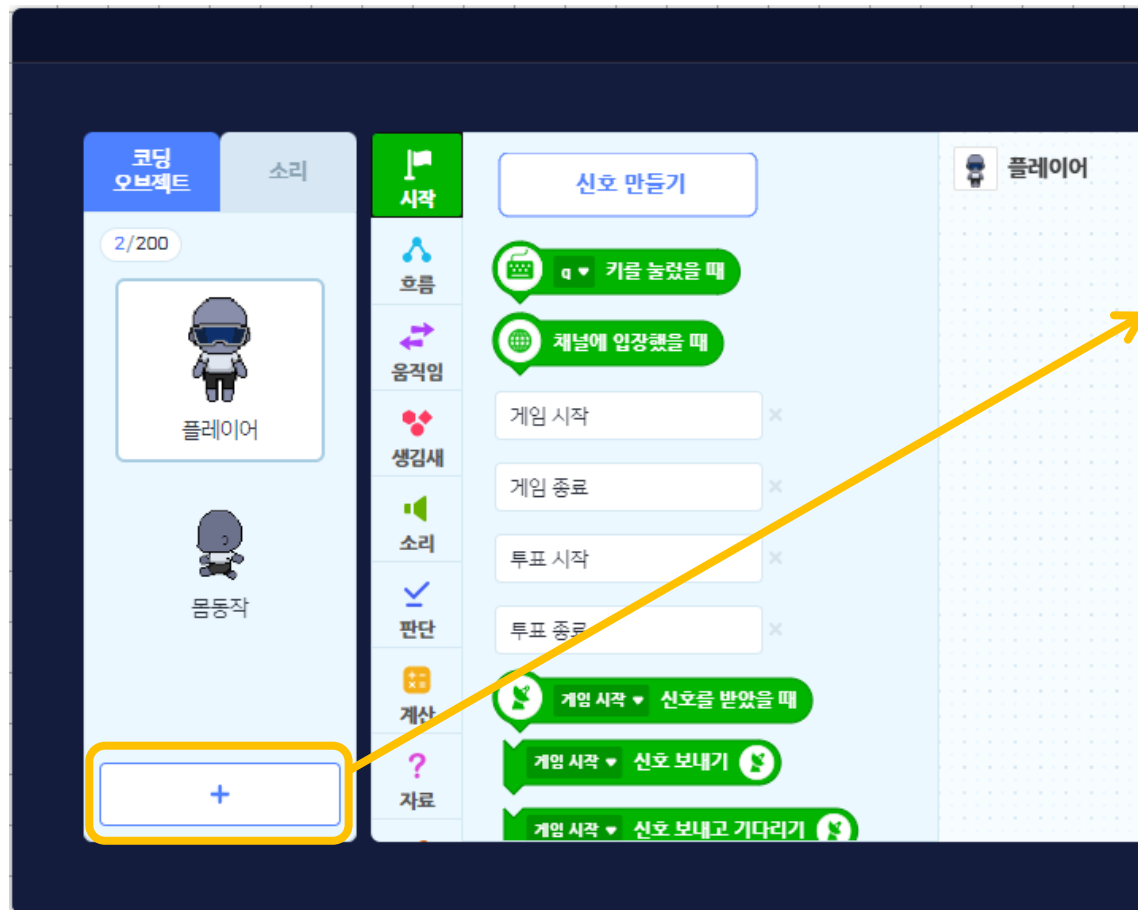 코딩
오브젝트
소리
2/200
플레이어
몸동작
+
시작
흐름
움직임
생김새
소리
판단
계산
?
자료
신호 만들기
q 키를 눌렀을 때
채널에 입장했을 때
게임 시작
게임 종료
투표 시작
투표 종료
게임 시작 신호를 받았을 때
게임 시작 신호 보내기
게임 시작 신호 보내고 기다리기
플레이어